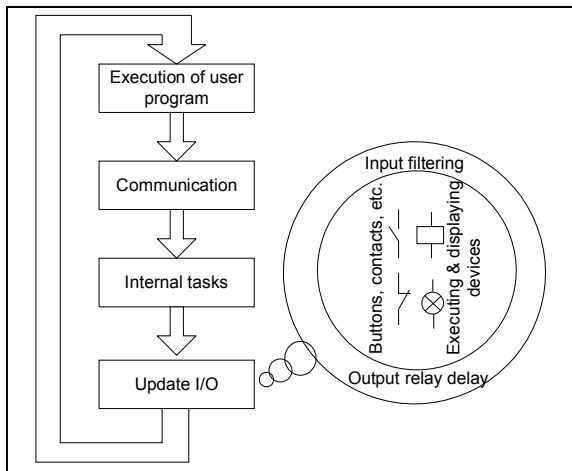 Execution of user
program
Communication
Internal tasks
Update I/O
Input filtering
Buttons, contacts, etc.
Executing & displaying
devices
Output relay delay